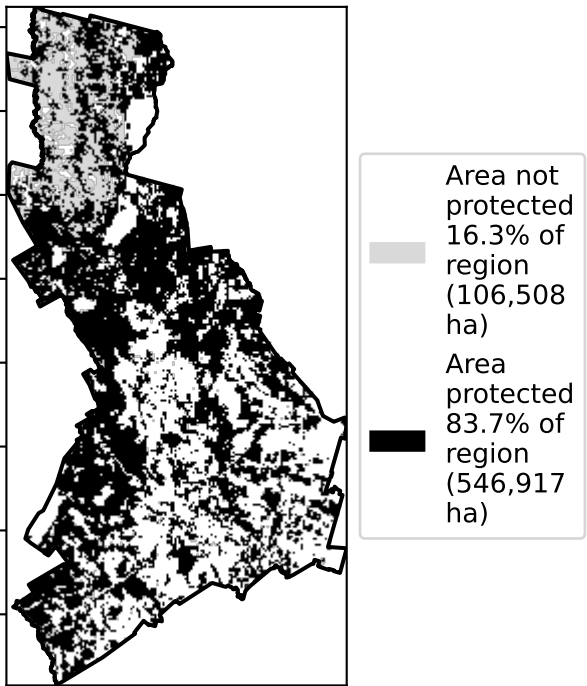 Area not
protected
16.3% of
region
(106,508
ha)
Area
protected
83.7% of
region
(546,917
ha)